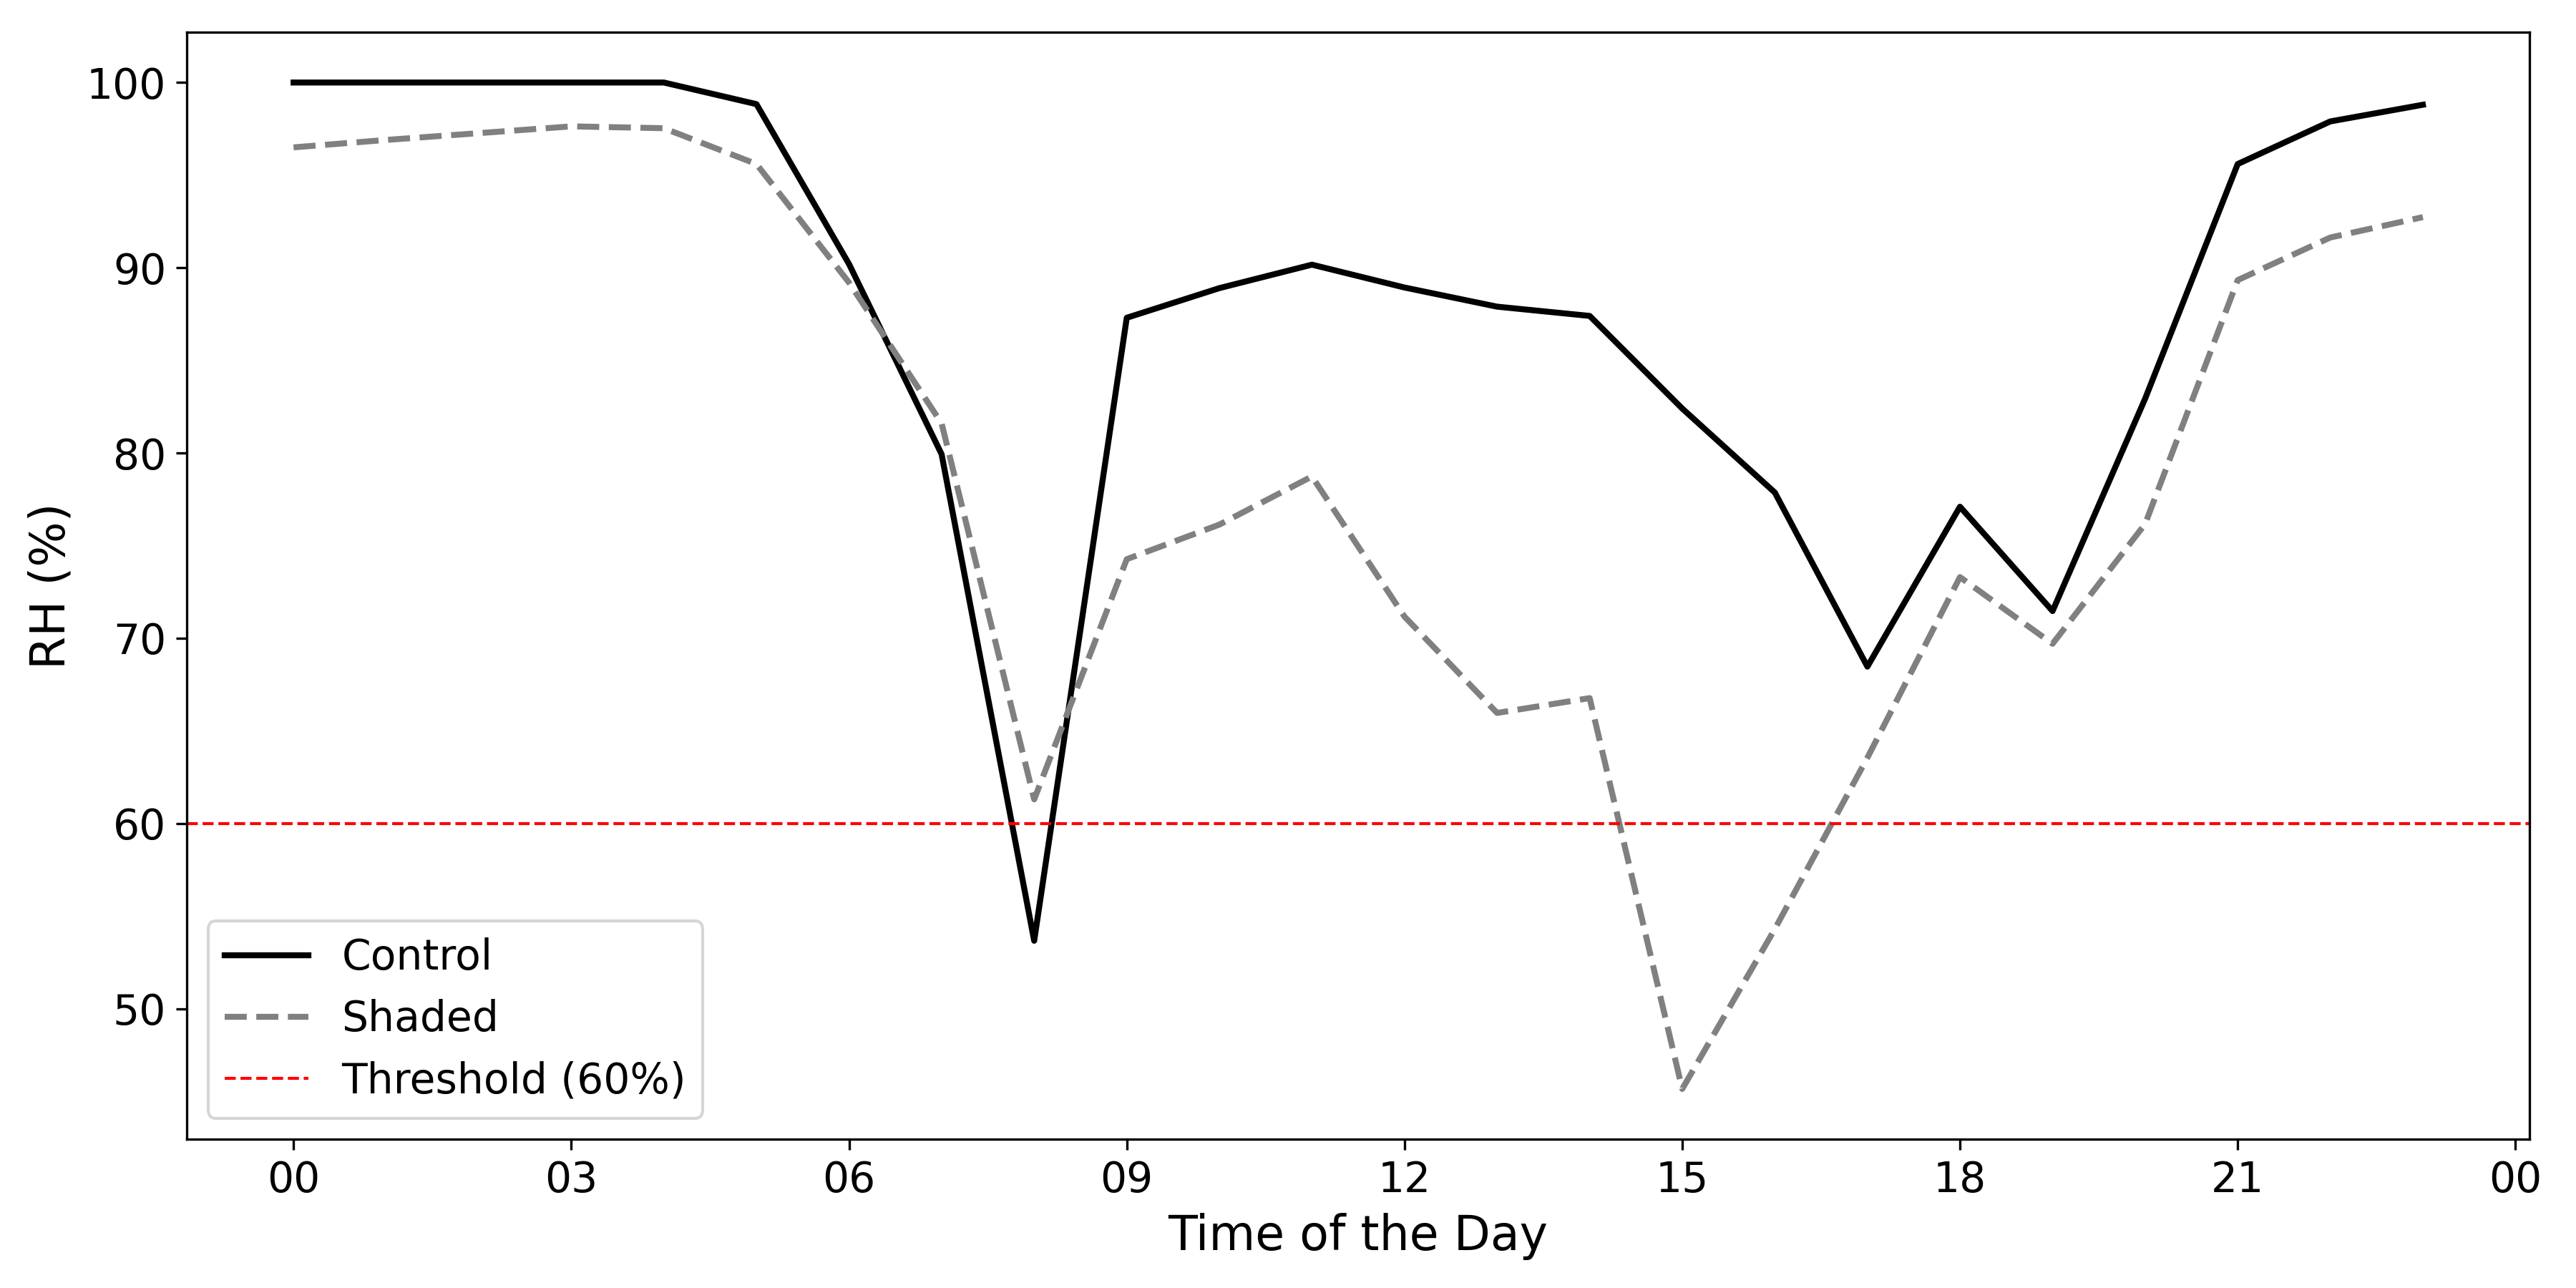 100
90
80
70
60
50
RH (%)
Control
Shaded
Threshold (60%)
00 03 06 09 12 15 18 21 00
Time of the Day